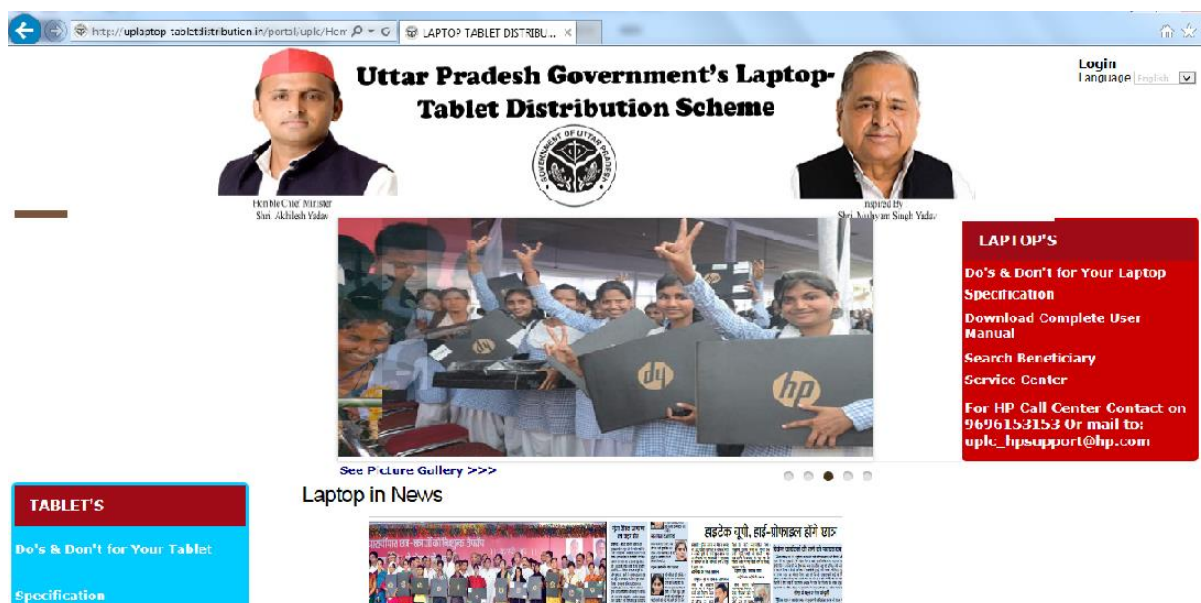 http://uplaptop-tabletdistribution.in/portal/uplc/Hom
LAPTOP TABLET DISTRIBU...
Uttar Pradesh Government's Laptop-
Tablet Distribution Scheme
Login
Language English
GOVERNMENT OF UTTAR PRADESH
Hon'ble Chief Minister
Shri. Akhilesh Yadav
Inspired By
Shri. Mulayam Singh Yadav
hp
hp
LAPTOP'S
Do's & Don't for Your Laptop
Specification
Download Complete User
Manual
Search Beneficiary
Service Center
For HP Call Center Contact on
9696153153 Or mail to:
uplc_hpsupport@hp.com
See Picture Gallery >>>
Laptop in News
TABLET'S
Do's & Don't for Your Tablet
Specification
हाइटेक यूपी, हाई-प्रोफाइल होंगे छात्र